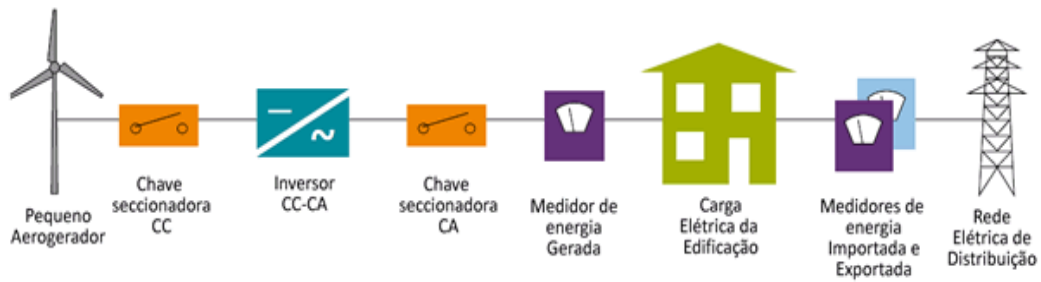 Pequeno
Aerogerador
Chave
seccionadora
CC
Inversor
CC-CA
Chave
seccionadora
CA
Medidor de
energia
Gerada
Carga
Elétrica da
Edificação
Medidores de
energia
Importada e
Exportada
Rede
Elétrica de
Distribuição